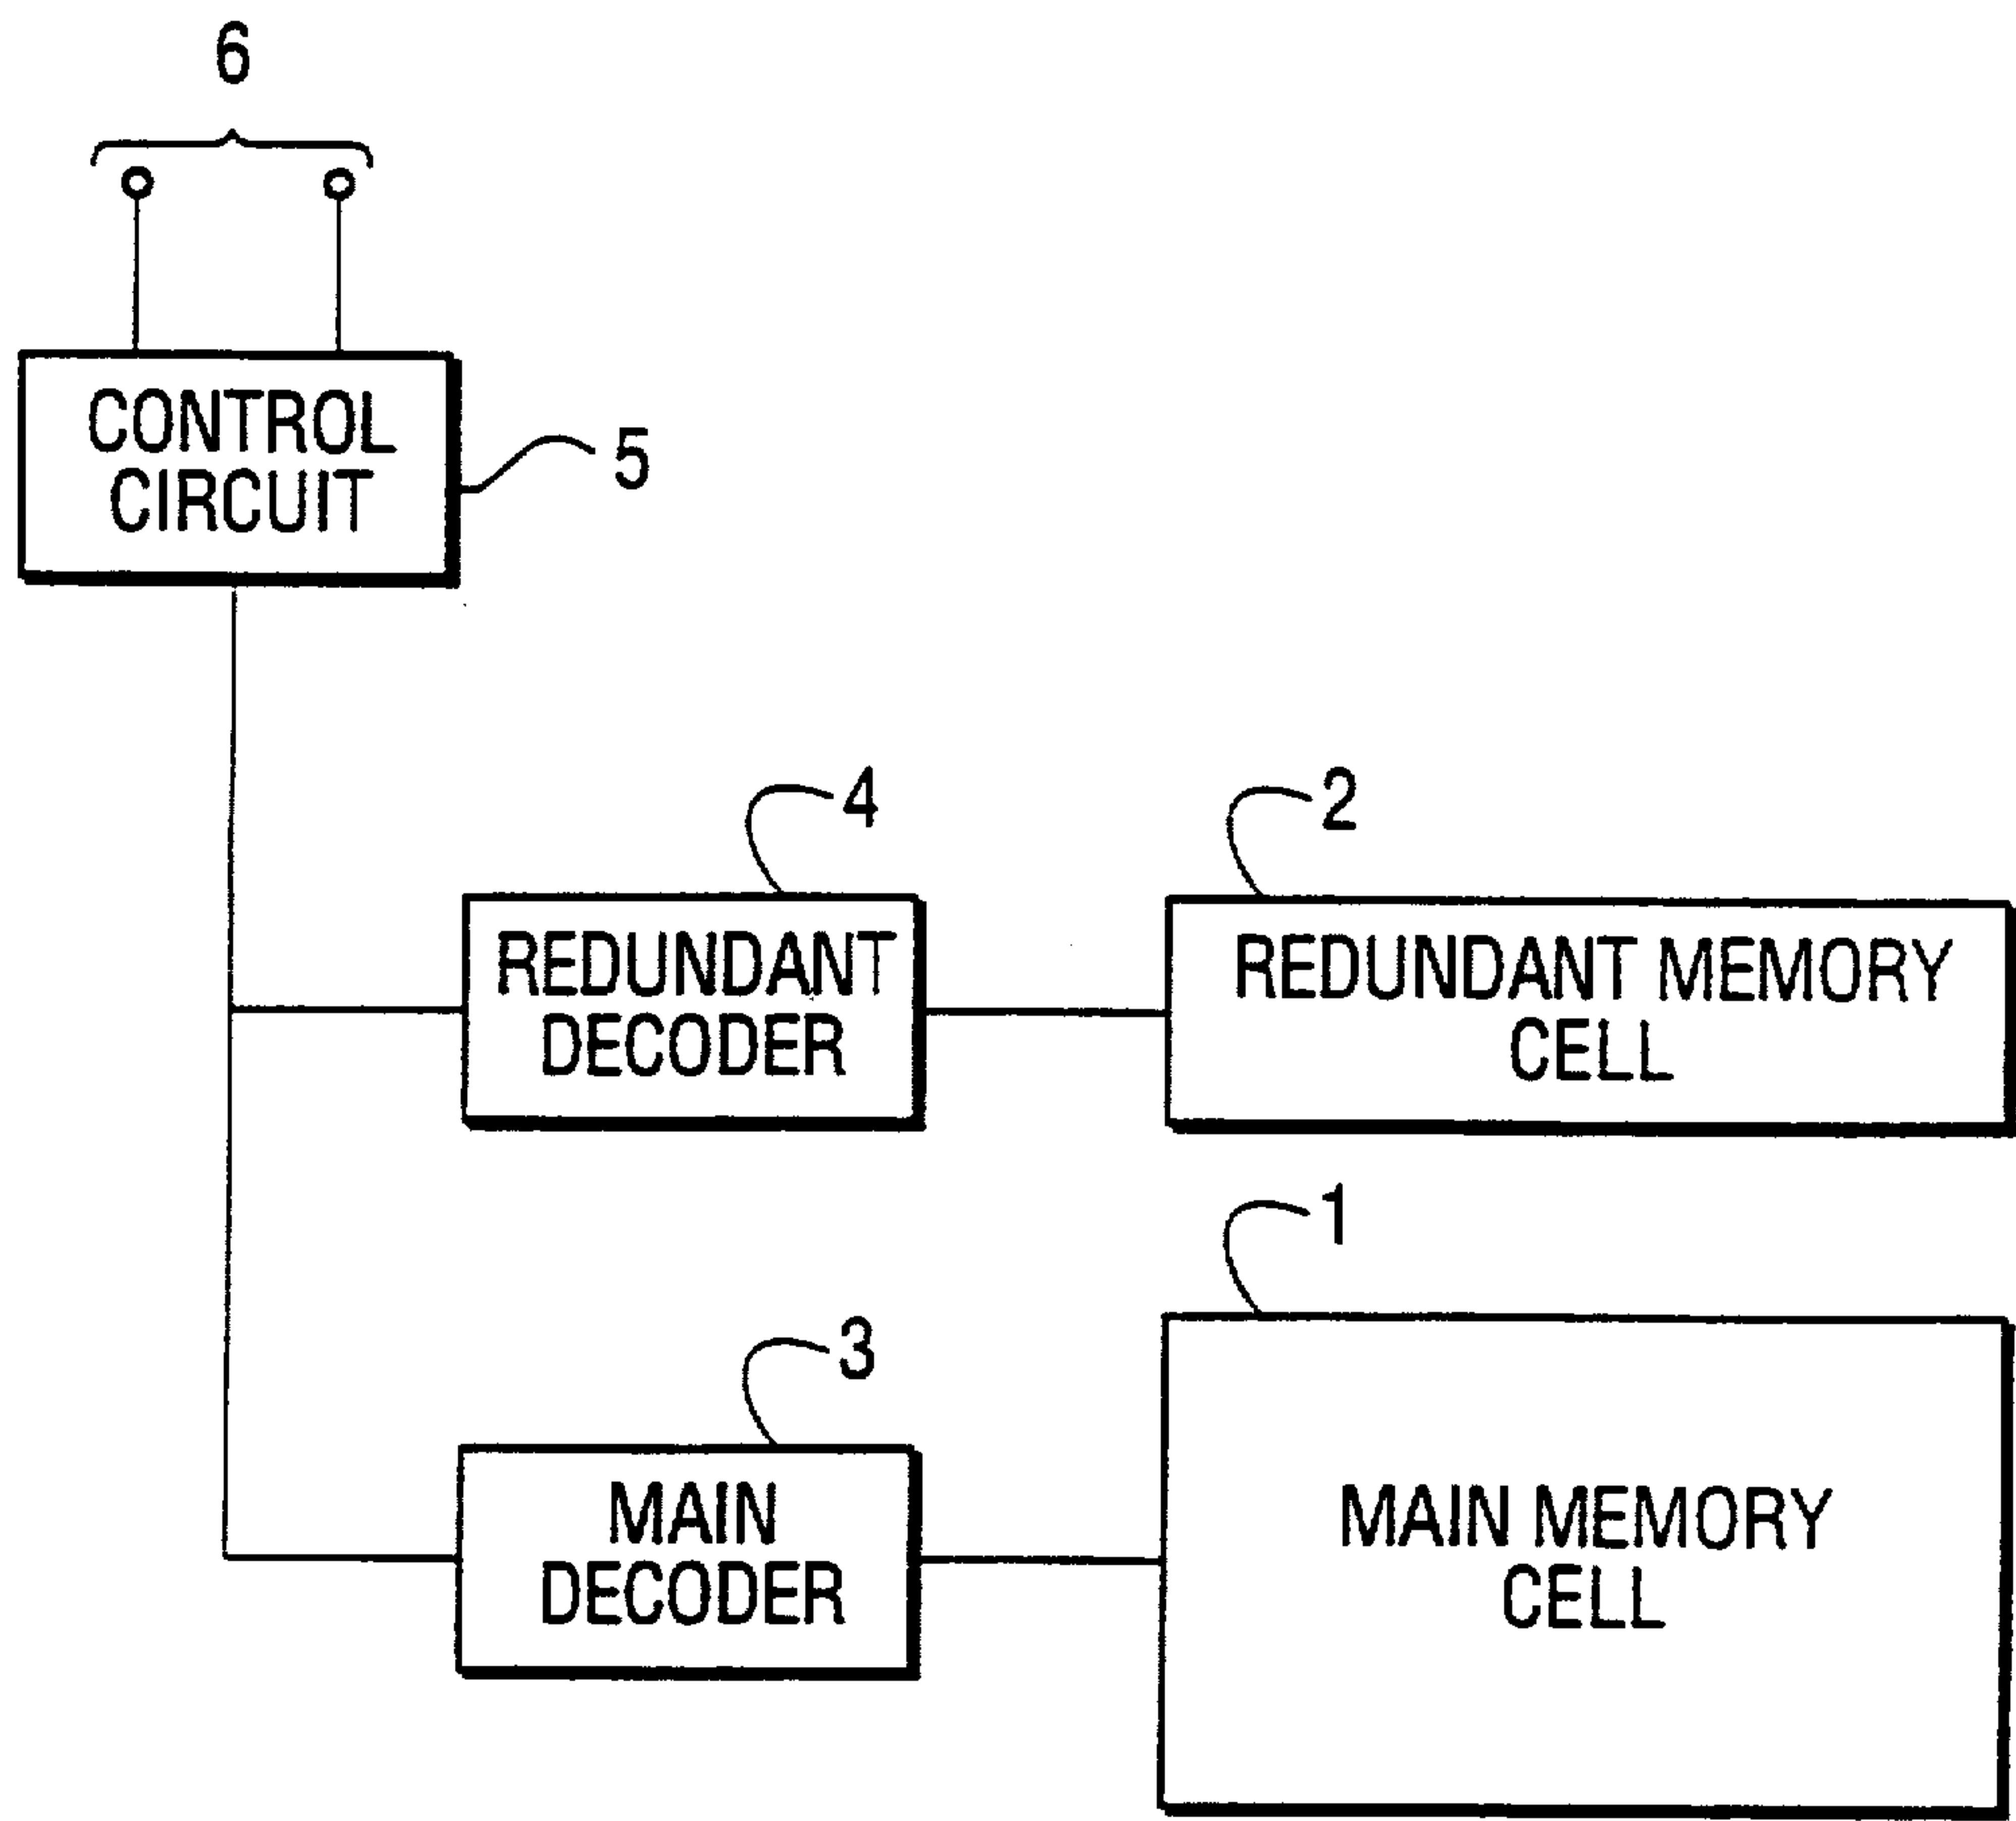 6
CONTROL
CIRCUIT
5
4
2
REDUNDANT
DECODER
REDUNDANT MEMORY
CELL
1
3
MAIN
DECODER
MAIN MEMORY
CELL